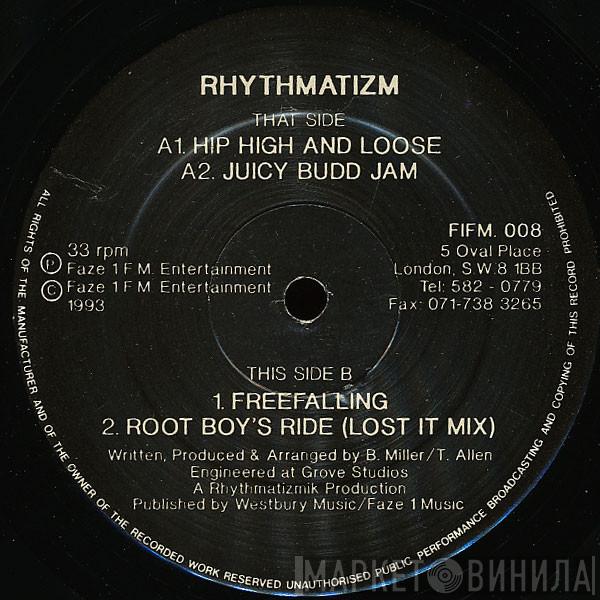 RHYTHMATIZM
THAT SIDE
A1. HIP HIGH AND LOOSE
A2. JUICY BUDD JAM
33 rpm
Ⓟ Faze 1 F.M. Entertainment
© Faze 1 F.M. Entertainment
1993
FIFM. 008
5 Oval Place
London, S.W.8 1BB
Tel: 582 - 0779
Fax: 071-738 3265
THIS SIDE B
1. FREEFALLING
2. ROOT BOY'S RIDE (LOST IT MIX)
Written, Produced & Arranged by B. Miller/T. Allen
Engineered at Grove Studios
A Rhythmatizmik Production
Published by Westbury Music/Faze 1 Music
ALL RIGHTS OF THE MANUFACTURER AND OF THE OWNER OF THE RECORDED WORK RESERVED UNAUTHORISED PUBLIC PERFORMANCE BROADCASTING AND COPYING OF THIS RECORD PROHIBITED
МАРКЕТ ВИНИЛА